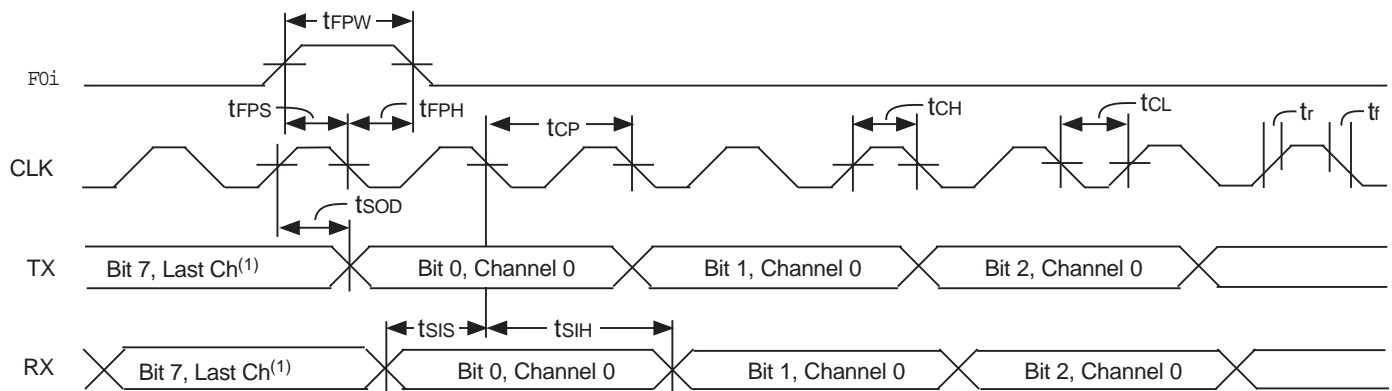 tFPW
F0i
tFPS tFPH tCP tCH tCL tr tf
CLK
tSOD
TX Bit 7, Last Ch(1) Bit 0, Channel 0 Bit 1, Channel 0 Bit 2, Channel 0
tSIS tSIH
RX Bit 7, Last Ch(1) Bit 0, Channel 0 Bit 1, Channel 0 Bit 2, Channel 0